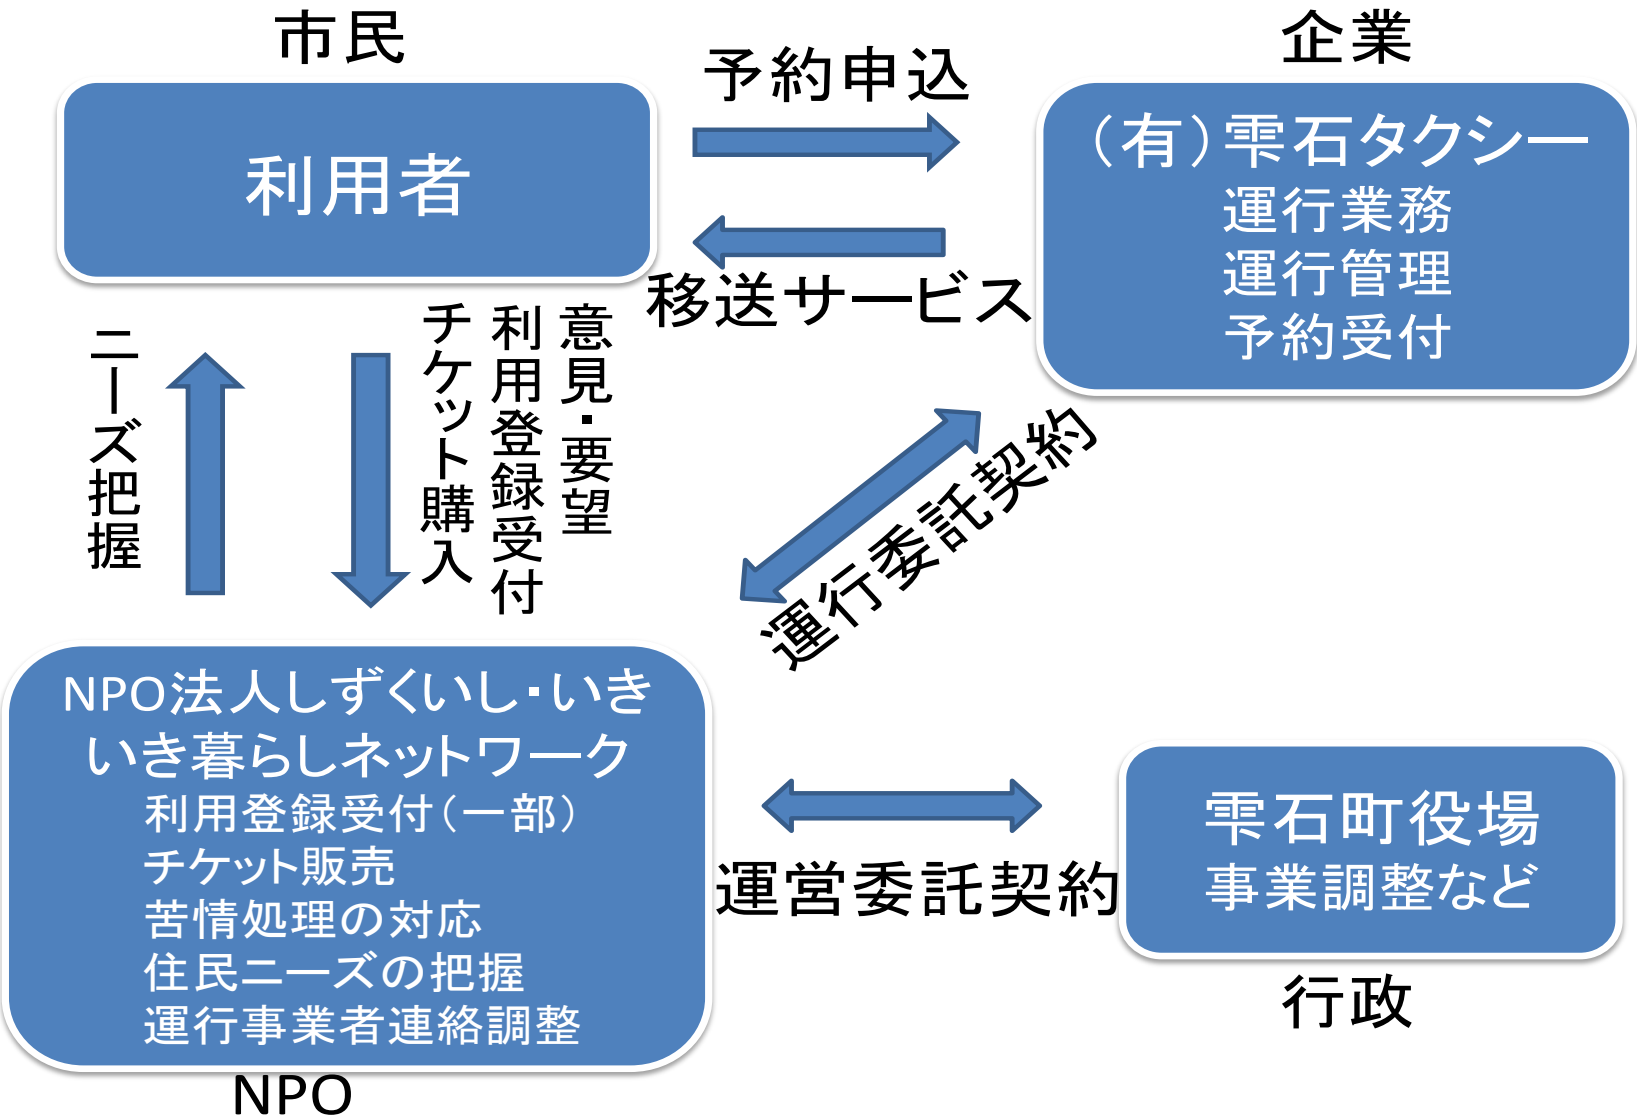 市民
利用者
予約申込
移送サービス
企業
（有）雫石タクシー
運行業務
運行管理
予約受付
ニーズ把握
意見・要望
利用登録受付
チケット購入
運行委託契約
NPO法人しずくいし・いき
いき暮らしネットワーク
利用登録受付（一部）
チケット販売
苦情処理の対応
住民ニーズの把握
運行事業者連絡調整
NPO
運営委託契約
雫石町役場
事業調整など
行政